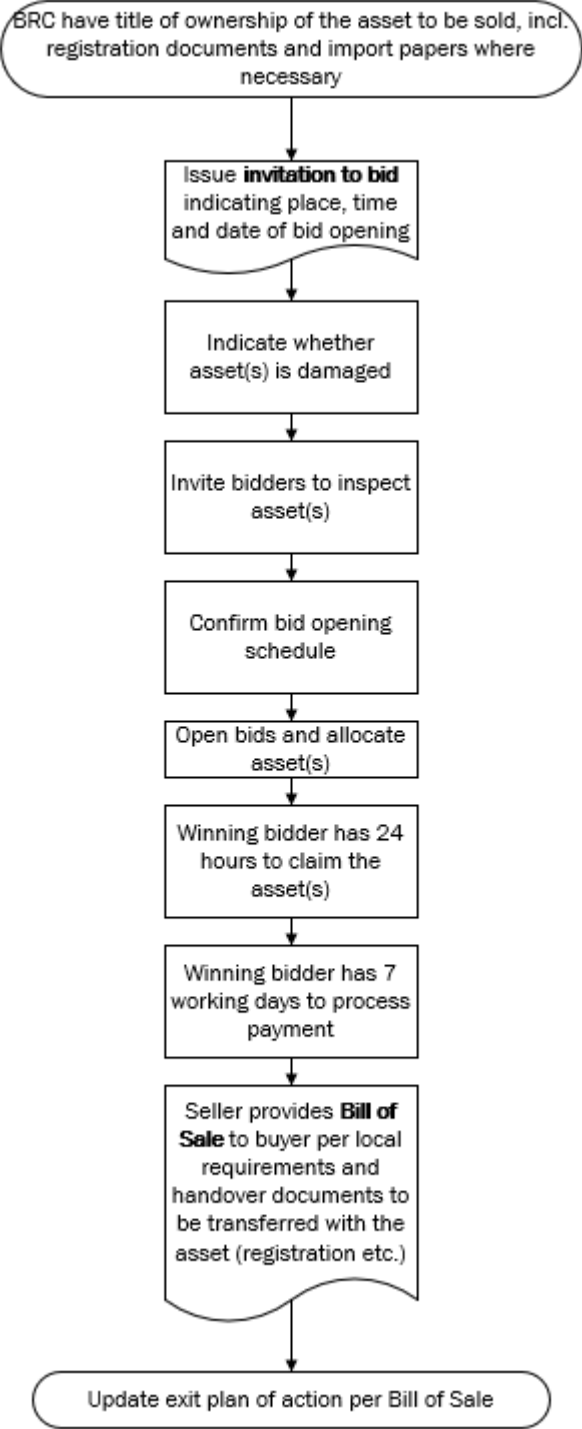 BRC have title of ownership of the asset to be sold, incl.
registration documents and import papers where
necessary
Issue invitation to bid
indicating place, time
and date of bid opening
Indicate whether
asset(s) is damaged
Invite bidders to inspect
asset(s)
Confirm bid opening
schedule
Open bids and allocate
asset(s)
Winning bidder has 24
hours to claim the
asset(s)
Winning bidder has 7
working days to process
payment
Seller provides Bill of
Sale to buyer per local
requirements and
handover documents to
be transferred with the
asset (registration etc.)
Update exit plan of action per Bill of Sale